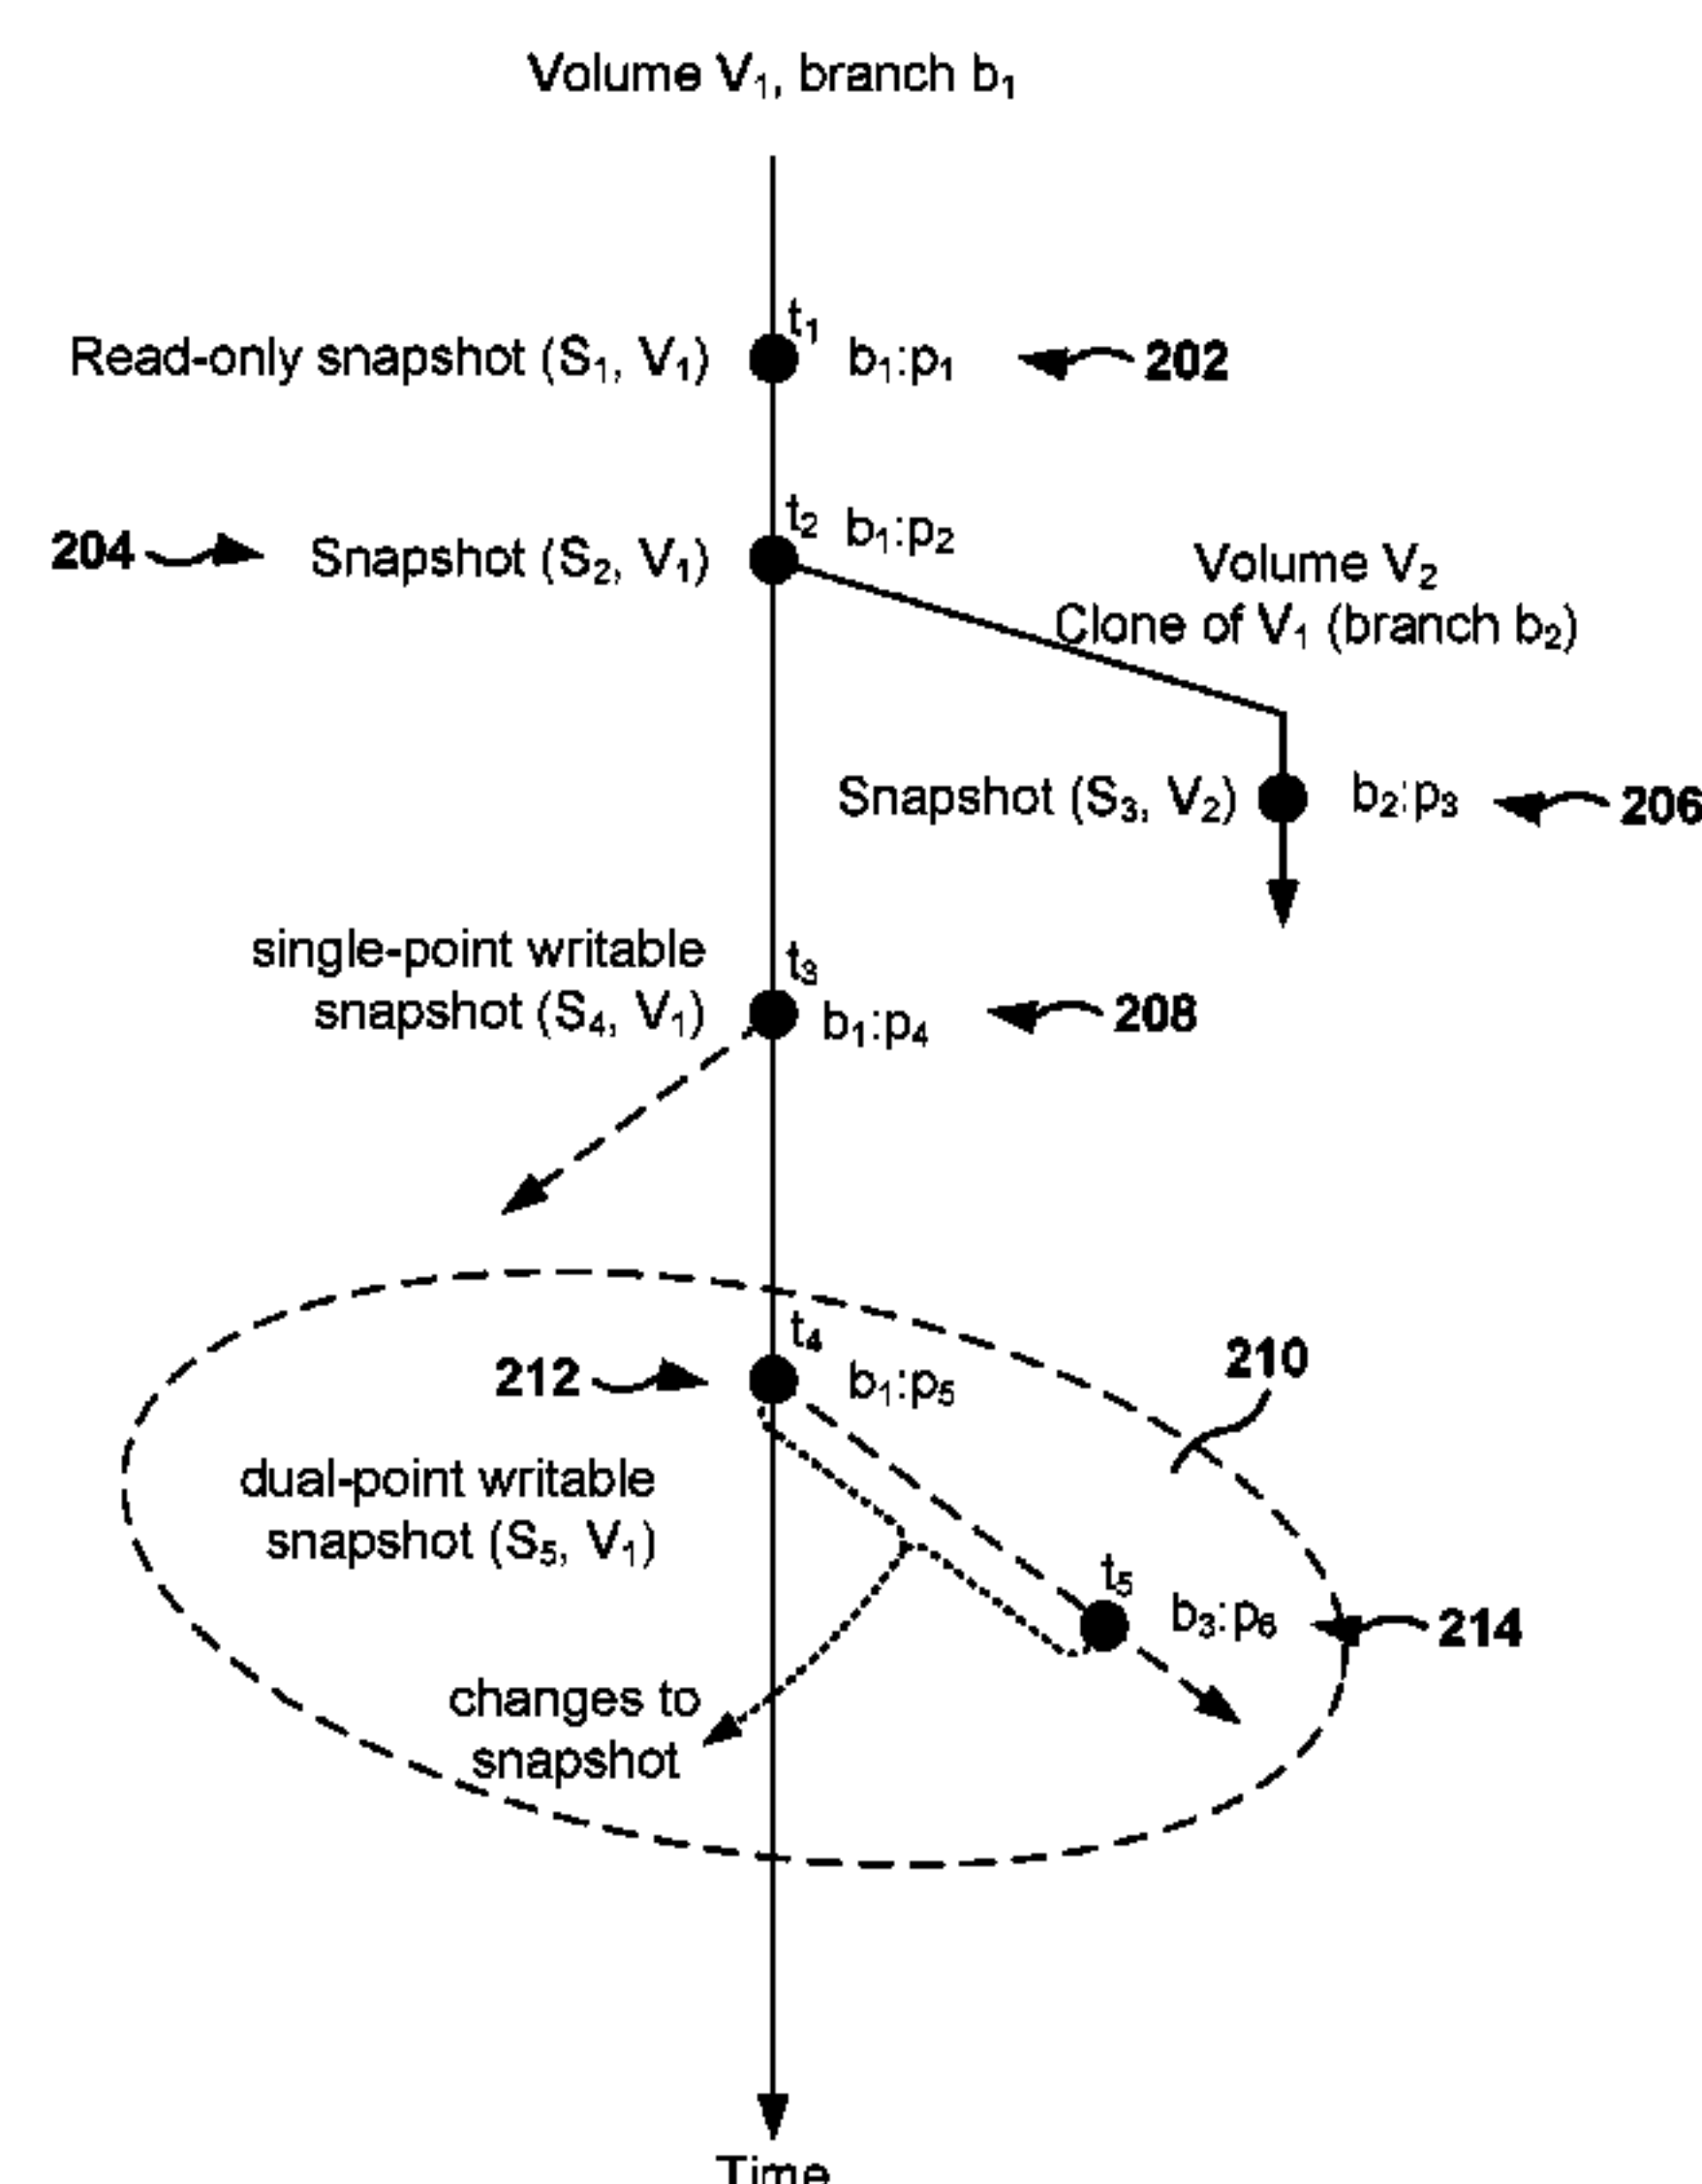 Volume V₁, branch b₁
t₁
Read-only snapshot (S₁, V₁)
b₁:p₁
202
t₂
b₁:p₂
204
Snapshot (S₂, V₁)
Volume V₂
Clone of V₁ (branch b₂)
Snapshot (S₃, V₂)
b₂:p₃
206
single-point writable
snapshot (S₄, V₁)
t₃
b₁:p₄
208
t₄
210
212
b₁:p₅
dual-point writable
snapshot (S₅, V₁)
t₅
b₃:p₆
214
changes to
snapshot
Time